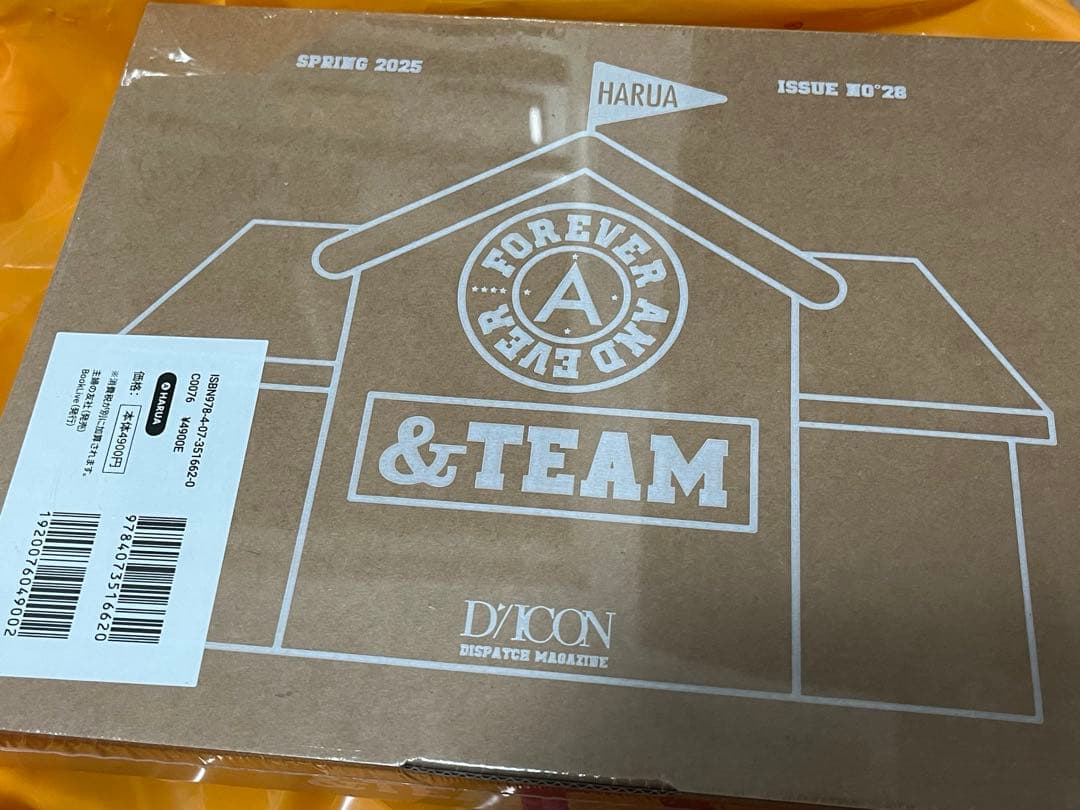 SPRING 2025
HARUA
ISSUE NO°28
FOREVER AND EVER
A
&TEAM
D'/ICON
DISPATCH MAGAZINE
ISBN978-4-07-351662-0
C0076 ¥4900E
HARUA
価格: 本体4900円
※消費税が別に加算されます。
主婦の友社(発売)
BookLive(発行)
9784073516620
1920076049002